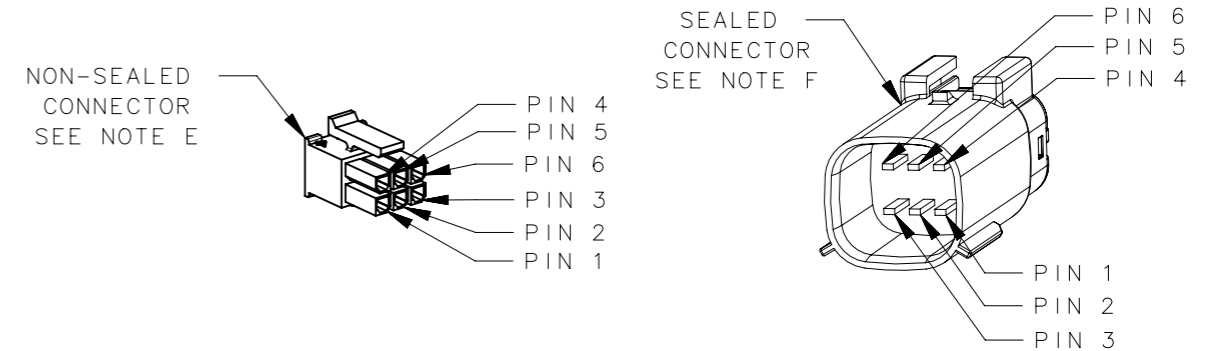 NON-SEALED
CONNECTOR
SEE NOTE E
PIN 4
PIN 5
PIN 6
PIN 3
PIN 2
PIN 1
SEALED
CONNECTOR
SEE NOTE F
PIN 6
PIN 5
PIN 4
PIN 1
PIN 2
PIN 3